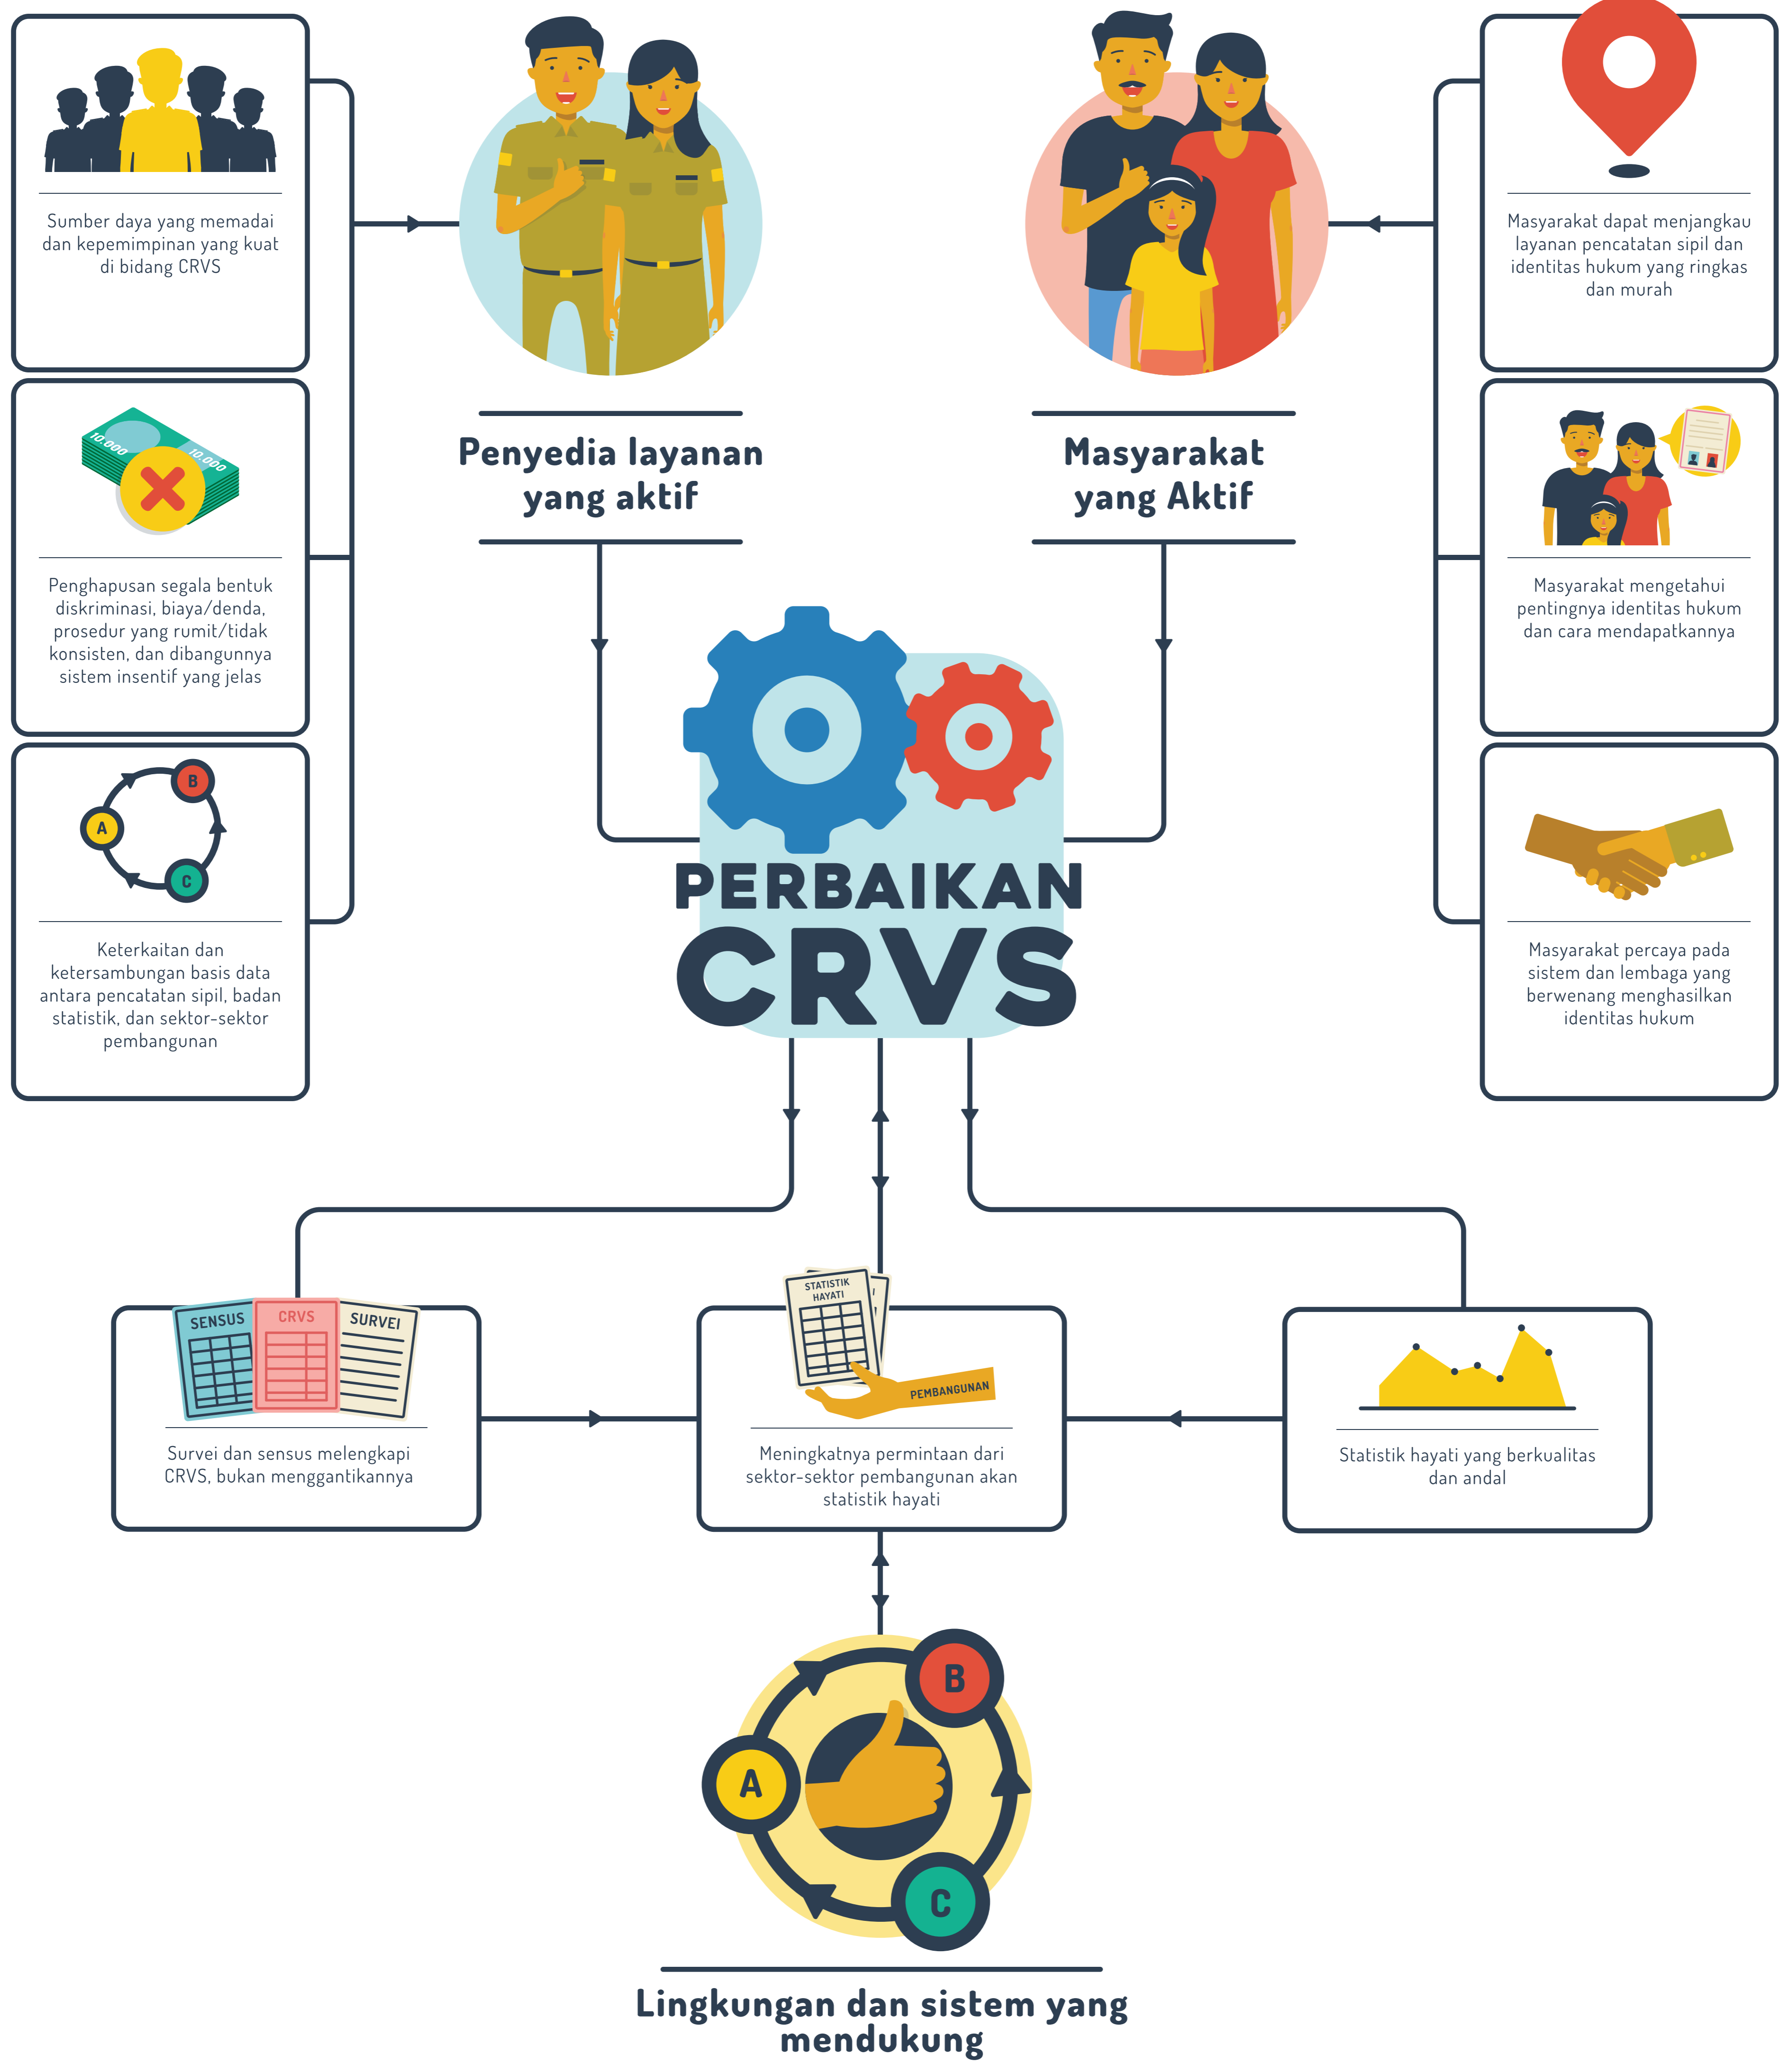 Sumber daya yang memadai
dan kepemimpinan yang kuat
di bidang CRVS
10.000
10.000
Penghapusan segala bentuk
diskriminasi, biaya/denda,
prosedur yang rumit/tidak
konsisten, dan dibangunnya
sistem insentif yang jelas
B
A
C
Keterkaitan dan
ketersambungan basis data
antara pencatatan sipil, badan
statistik, dan sektor-sektor
pembangunan
Penyedia layanan
yang aktif
Masyarakat
yang Aktif
Masyarakat dapat menjangkau
layanan pencatatan sipil dan
identitas hukum yang ringkas
dan murah
Masyarakat mengetahui
pentingnya identitas hukum
dan cara mendapatkannya
Masyarakat percaya pada
sistem dan lembaga yang
berwenang menghasilkan
identitas hukum
PERBAIKAN
CRVS
SENSUS
CRVS
SURVEI
Survei dan sensus melengkapi
CRVS, bukan menggantikannya
STATISTIK
HAYATI
PEMBANGUNAN
Meningkatnya permintaan dari
sektor-sektor pembangunan akan
statistik hayati
Statistik hayati yang berkualitas
dan andal
B
A
C
Lingkungan dan sistem yang
mendukung